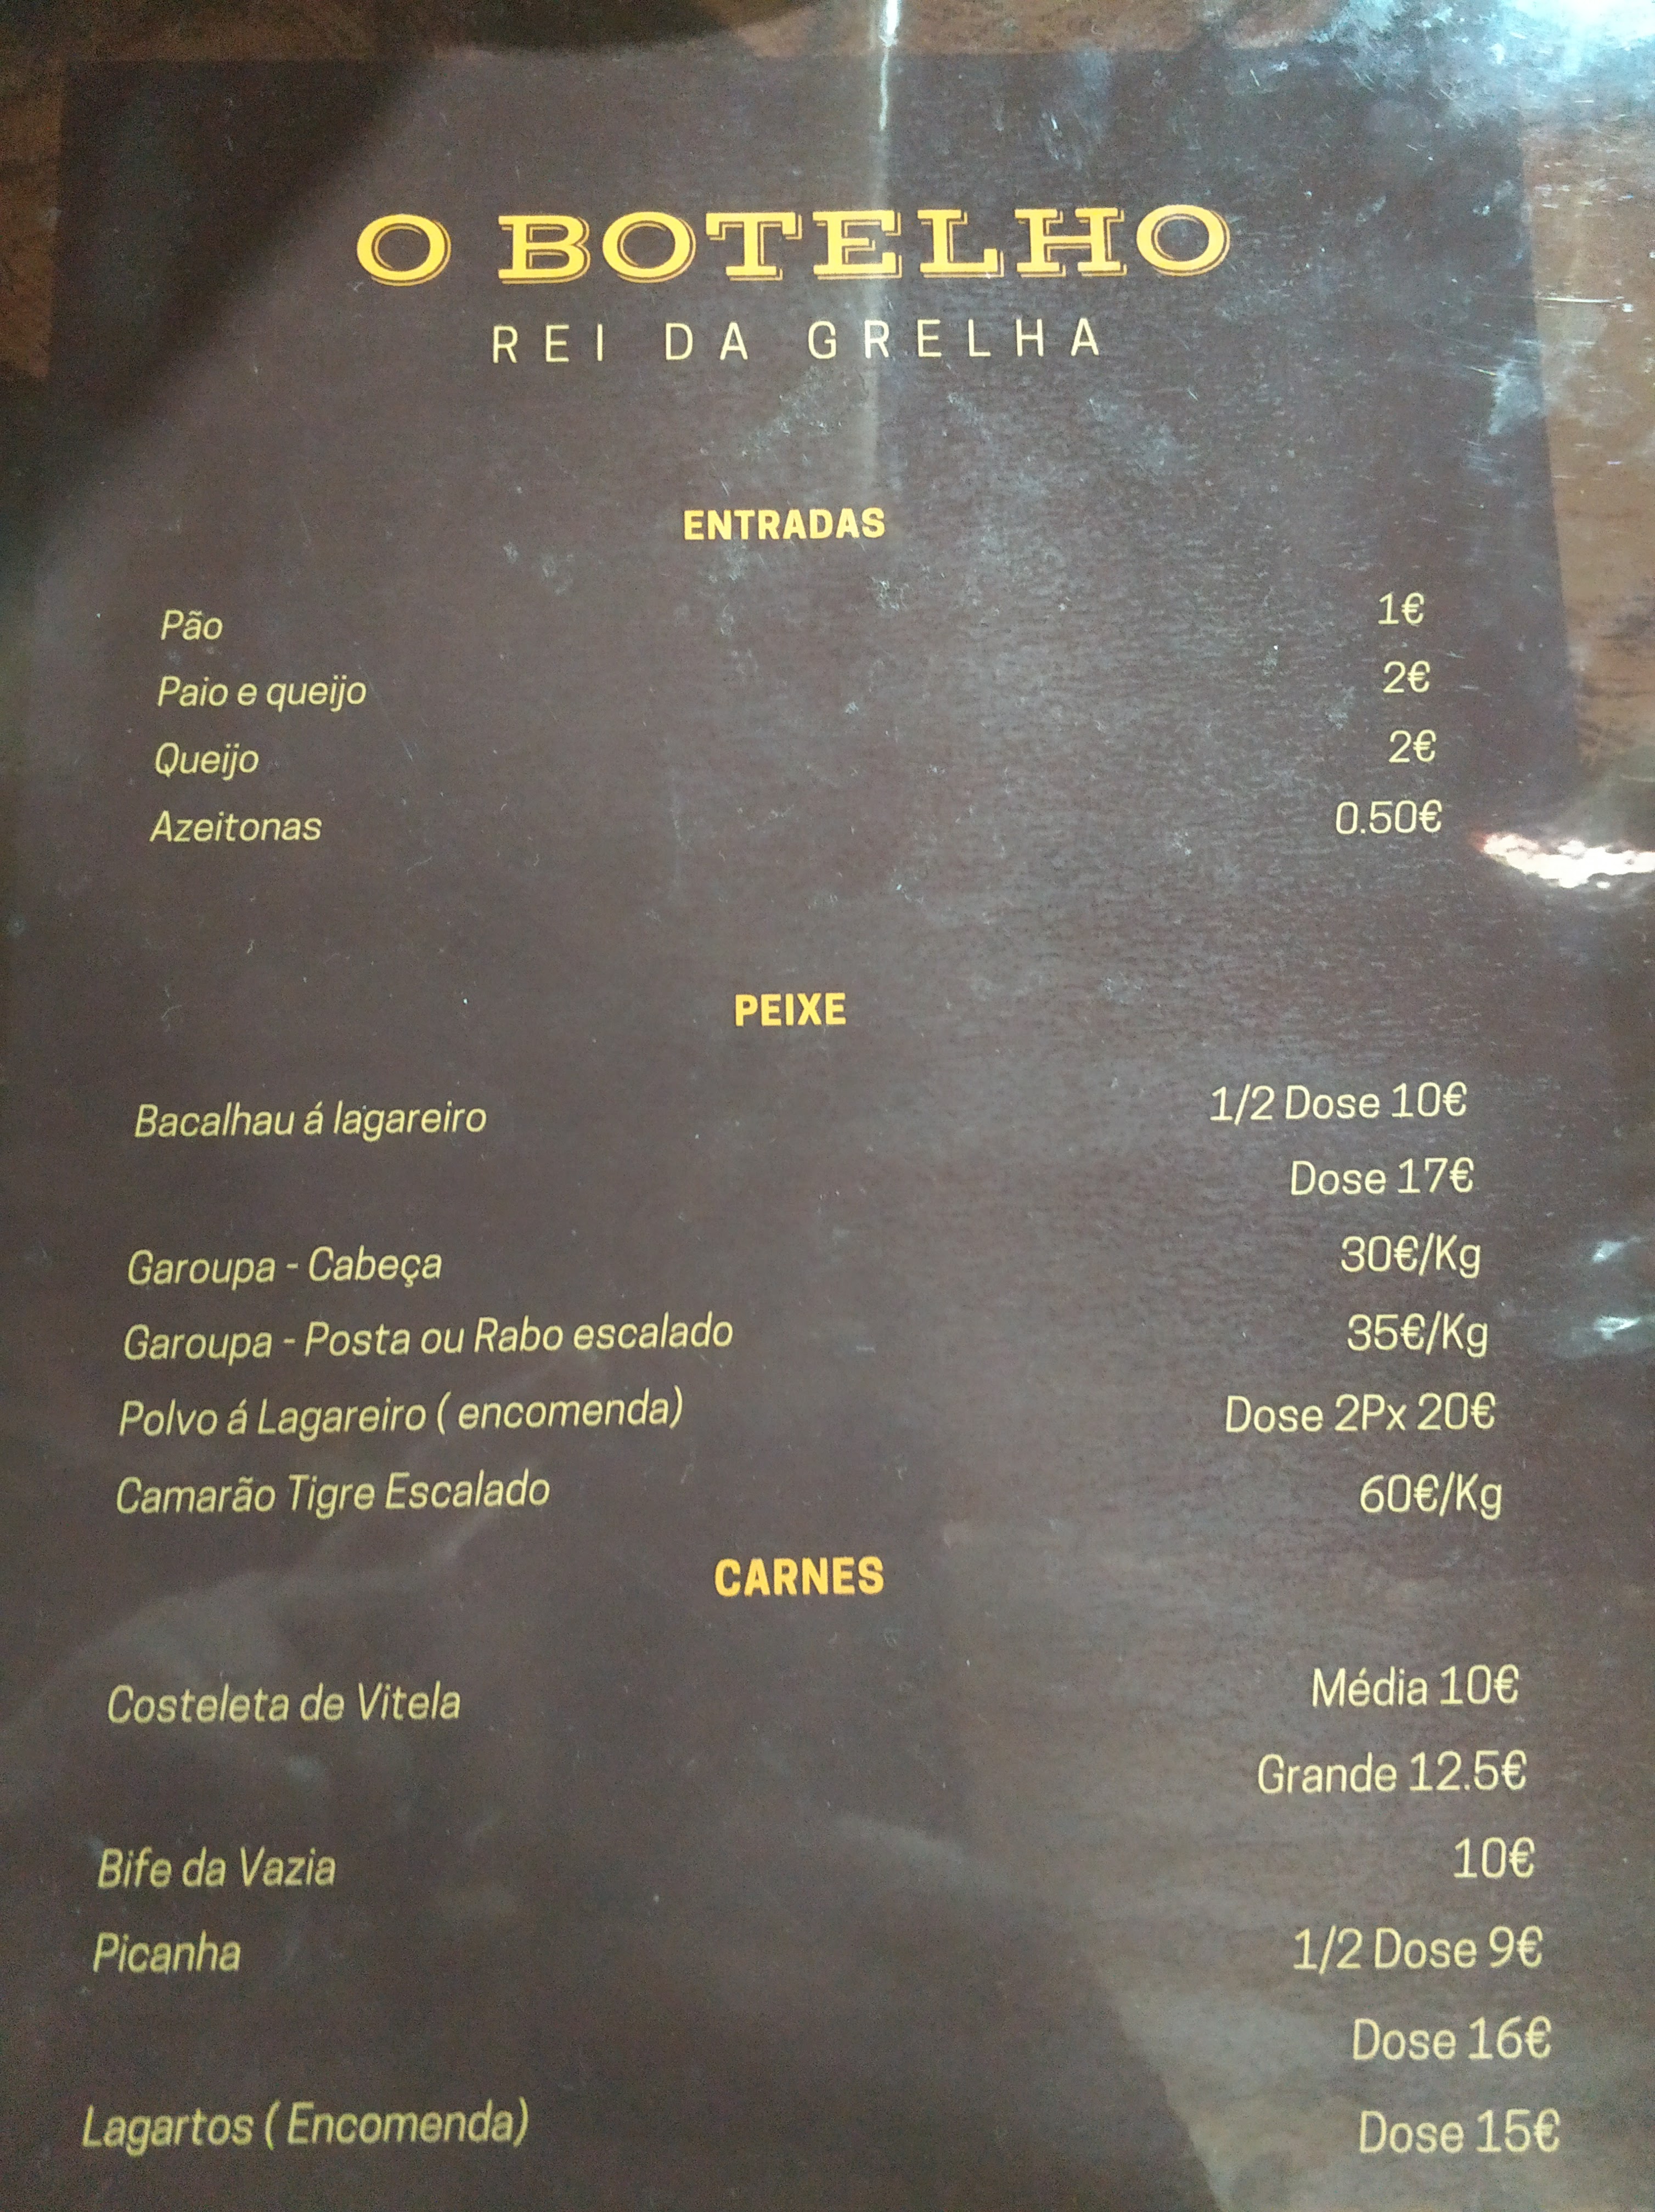 O BOTELHO
REI DA GRELHA
ENTRADAS
Pão 1€
Paio e queijo 2€
Queijo 2€
Azeitonas 0.50€
PEIXE
Bacalhau á lagareiro 1/2 Dose 10€
Dose 17€
Garoupa - Cabeça 30€/Kg
Garoupa - Posta ou Rabo escalado 35€/Kg
Polvo á Lagareiro ( encomenda) Dose 2Px 20€
Camarão Tigre Escalado 60€/Kg
CARNES
Costeleta de Vitela Média 10€
Grande 12.5€
Bife da Vazia 10€
Picanha 1/2 Dose 9€
Dose 16€
Lagartos ( Encomenda) Dose 15€